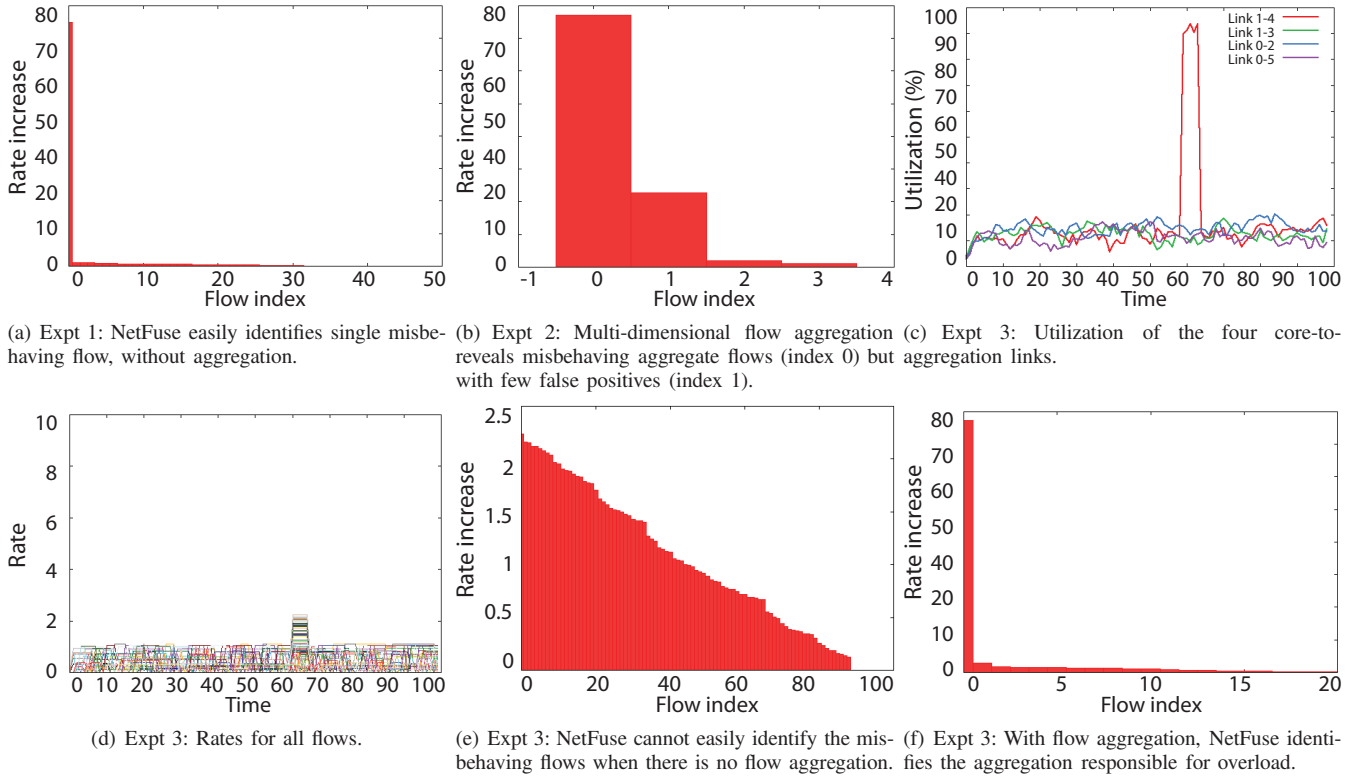 80
70
60
50
40
30
20
10
0
Rate increase
0 10 20 30 40 50
Flow index
(a) Expt 1: NetFuse easily identifies single misbe-
having flow, without aggregation.
80
70
60
50
40
30
20
10
0
Rate increase
-1 0 1 2 3 4
Flow index
(b) Expt 2: Multi-dimensional flow aggregation
reveals misbehaving aggregate flows (index 0) but
with few false positives (index 1).
100
90
80
70
60
50
40
30
20
10
0
Utilization (%)
Link 1-4
Link 1-3
Link 0-2
Link 0-5
0 10 20 30 40 50 60 70 80 90 100
Time
(c) Expt 3: Utilization of the four core-to-
aggregation links.
10
8
6
4
2
0
Rate
0 10 20 30 40 50 60 70 80 90 100
Time
(d) Expt 3: Rates for all flows.
2.5
2
1.5
1
0.5
0
Rate increase
0 20 40 60 80 100
Flow index
(e) Expt 3: NetFuse cannot easily identify the mis-
behaving flows when there is no flow aggregation.
80
70
60
50
40
30
20
10
0
Rate increase
0 5 10 15 20
Flow index
(f) Expt 3: With flow aggregation, NetFuse identi-
fies the aggregation responsible for overload.